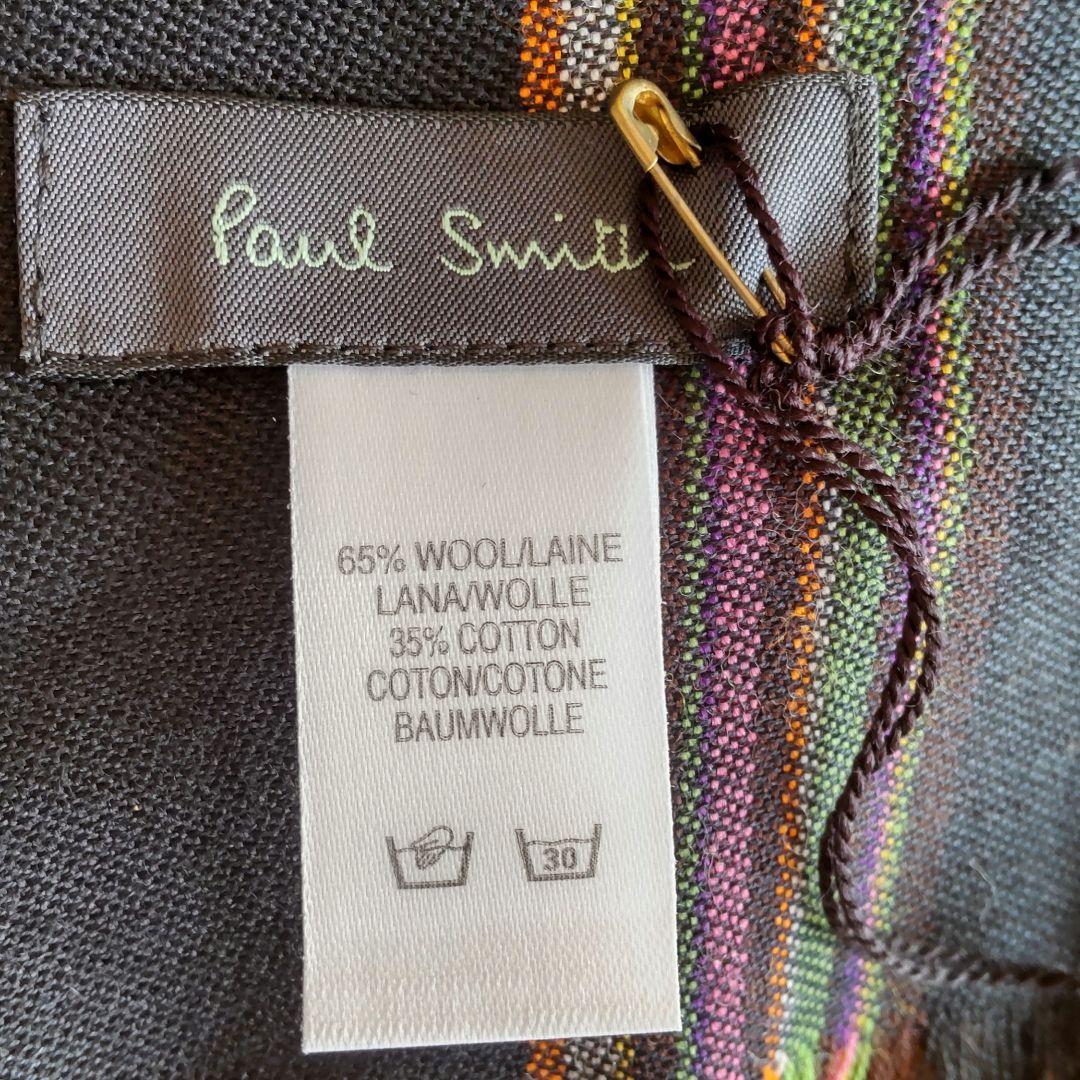 Paul Smith
65% WOOL/LAINE
LANA/WOLLE
35% COTTON
COTON/COTONE
BAUMWOLLE
30